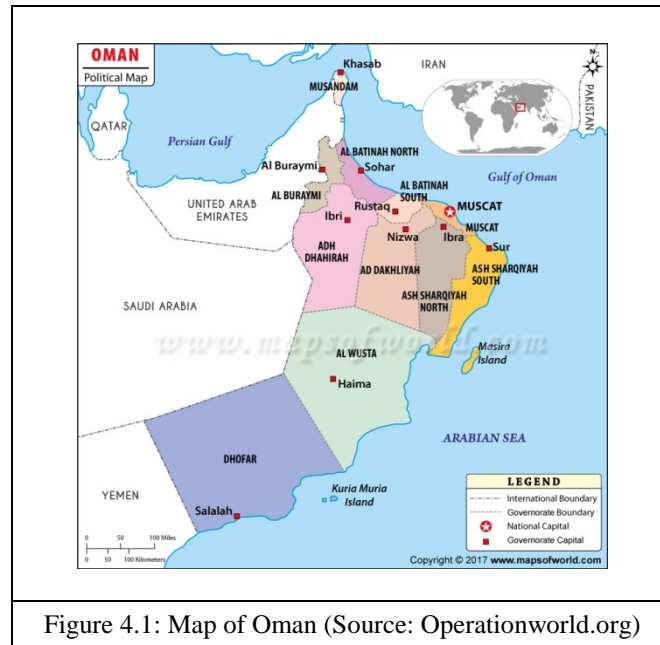 OMAN
Political Map
Khasab
IRAN
MUSANDAM
PAKISTAN
QATAR
Persian Gulf
AL BATINAH NORTH
Al Buraymi
Sohar
Gulf of Oman
AL BURAYMI
AL BATINAH
SOUTH
UNITED ARAB
EMIRATES
Rustaq
MUSCAT
Ibri
MUSCAT
Nizwa
Ibra
Sur
ADH
DHAHIRAH
AD DAKHLIYAH
ASH SHARQIYAH
SOUTH
ASH SHARQIYAH
NORTH
SAUDI ARABIA
www.mapsofworld.com
AL WUSTA
Masira
Island
Haima
ARABIAN SEA
DHOFAR
YEMEN
Kuria Muria
Island
Salalah
LEGEND
International Boundary
Governorate Boundary
National Capital
Governorate Capital
0 50 100 Miles
0 50 100 Kilometers
Copyright © 2017 www.mapsofworld.com
Figure 4.1: Map of Oman (Source: Operationworld.org)